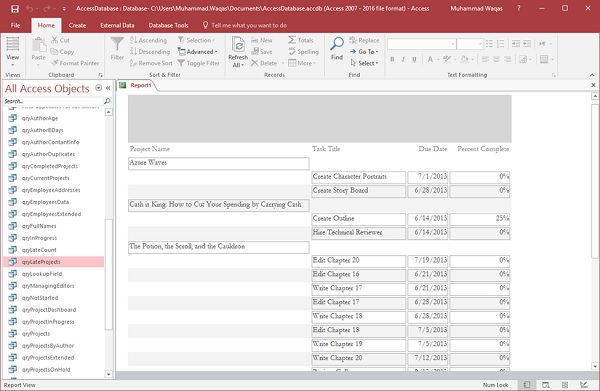 AccessDatabase : Database- C:\Users\Muhammad.Waqas\Documents\AccessDatabase.accdb (Access 2007 - 2016 file format) - Access
Muhammad Waqas
File Home Create External Data Database Tools Tell me what you want to do
View Paste Cut Copy Format Painter Filter Ascending Descending Remove Sort Selection Advanced Toggle Filter Refresh All New Save Delete Totals Spelling More Find Replace Go To Select
Views Clipboard Sort & Filter Records Find Text Formatting
All Access Objects
Search...
qryAuthorAge
qryAuthorBDays
qryAuthorContantInfo
qryAuthorDuplicates
qryCompletedProjects
qryCurrentProjects
qryEmployeeAddresses
qryEmployeesData
qryEmployeesExtended
qryFullNames
qryInProgress
qryLateCount
qryLateProjects
qryLookupField
qryManagingEditors
qryNotStarted
qryProjectDashboard
qryProjectInProgress
qryProjects
qryProjectsByAuthor
qryProjectsExtended
qryProjectsOnHold
Report1
Project Name Task Title Due Date Percent Complete
Azure Waves
Create Character Portraits 7/1/2013 0%
Create Story Board 6/28/2013 0%
Cash is King: How to Cut Your Spending by Carrying Cash
Create Outline 6/14/2013 25%
Hire Technical Reviewer 6/14/2013 0%
The Potion, the Scroll, and the Cauldron
Edit Chapter 20 7/19/2013 0%
Edit Chapter 16 6/21/2013 0%
Write Chapter 17 6/21/2013 0%
Edit Chapter 17 6/28/2013 0%
Write Chapter 18 6/28/2013 0%
Edit Chapter 18 7/5/2013 0%
Write Chapter 19 7/5/2013 0%
Write Chapter 20 7/12/2013 0%
Report View
Num Lock